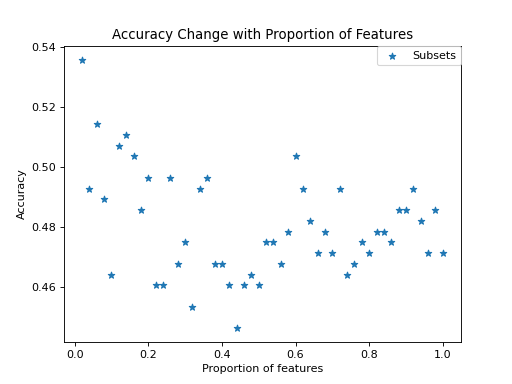 Accuracy Change with Proportion of Features
Subsets
0.54
0.52
0.50
0.48
0.46
Accuracy
0.0 0.2 0.4 0.6 0.8 1.0
Proportion of features